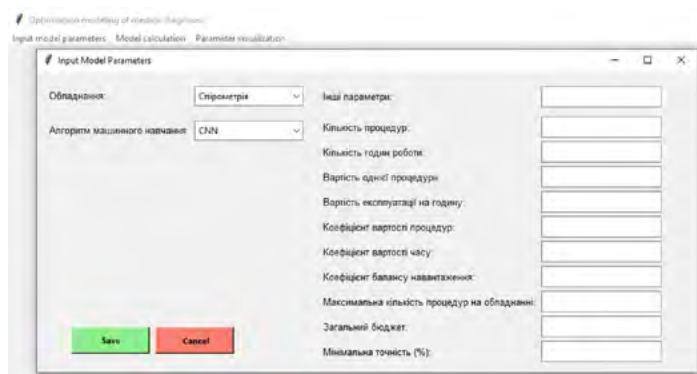 Optimization modeling of medical diagnosis
Input model parameters Model calculation Parameter visualization
Input Model Parameters
Обладнання:
Спірометрія
Алгоритм машинного навчання:
CNN
Інші параметри:
Кількість процедур:
Кількість годин роботи:
Вартість однієї процедури:
Вартість експлуатації на годину:
Коефіцієнт вартості процедур:
Коефіцієнт вартості часу:
Коефіцієнт балансу навантаження:
Максимальна кількість процедур на обладнанні:
Загальний бюджет:
Мінімальна точність (%):
Save
Cancel